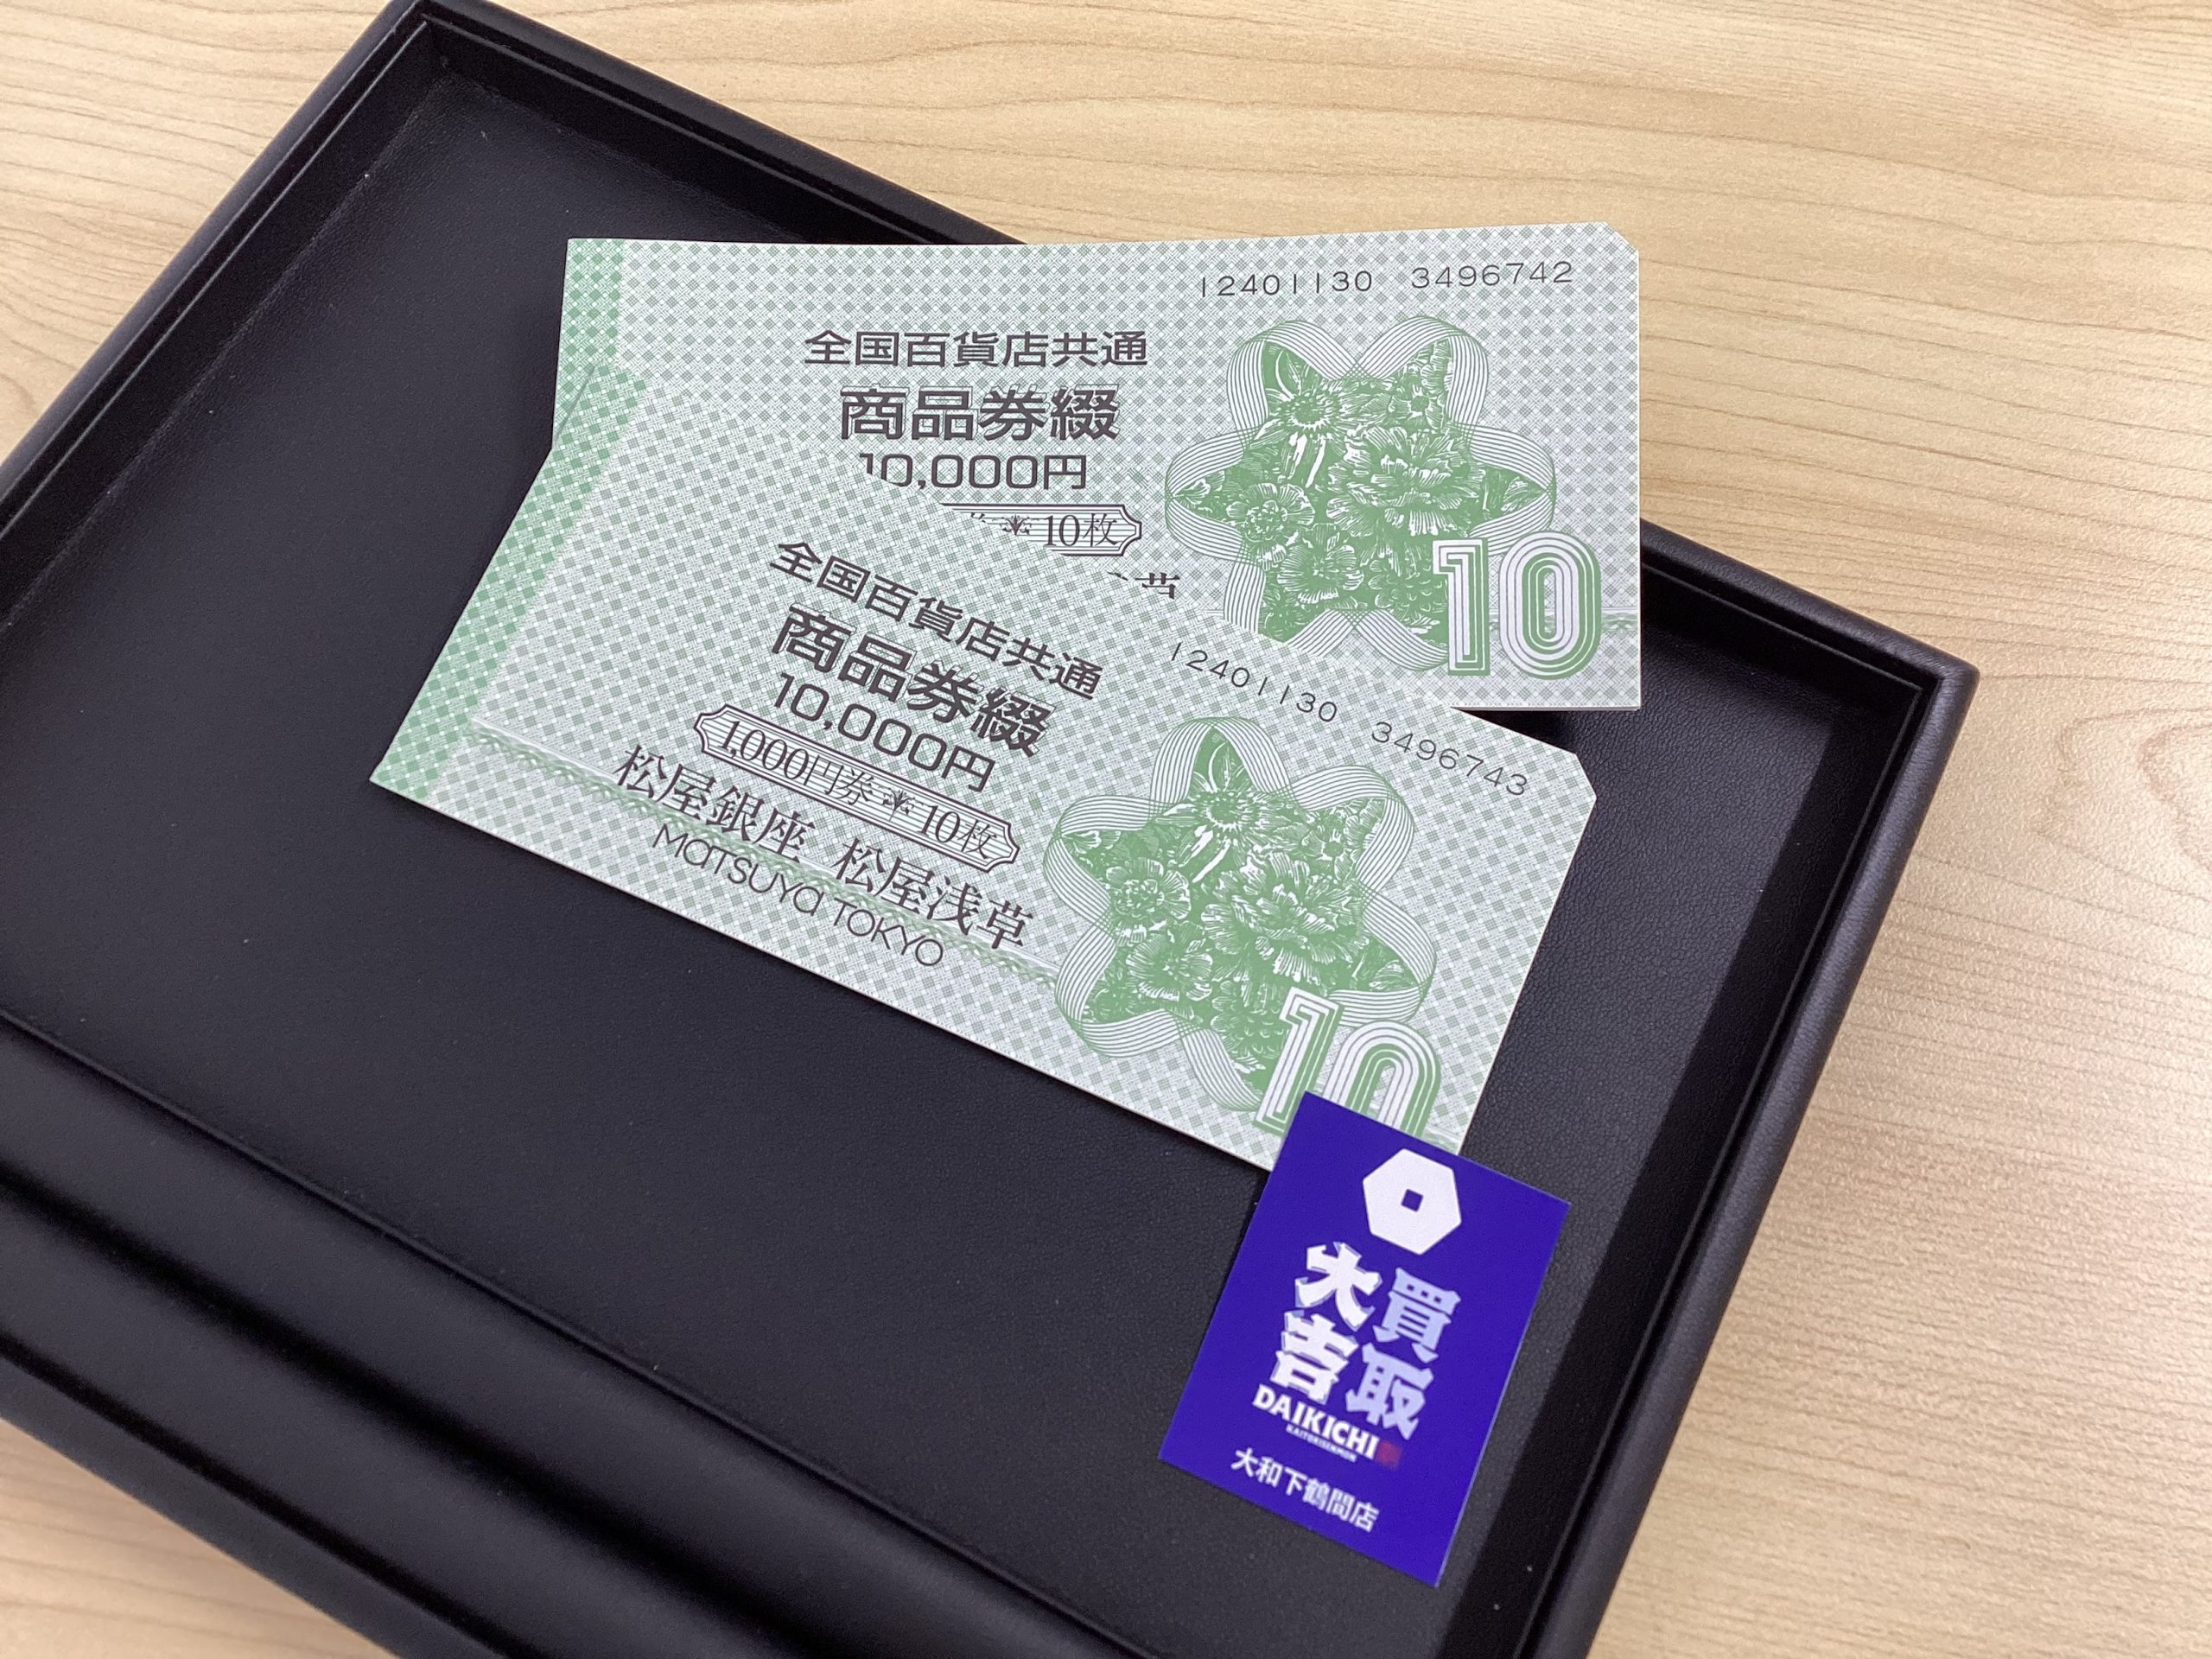 12401130 3496742
全国百貨店共通
商品券綴
10,000円
10枚
10
12401130 3496743
全国百貨店共通
商品券綴
10,000円
1,000円券 10枚
松屋銀座 松屋浅草
MATSUYA TOKYO
10
買取
大吉
DAIKICHI
KAITORISENMON
大和下鶴間店